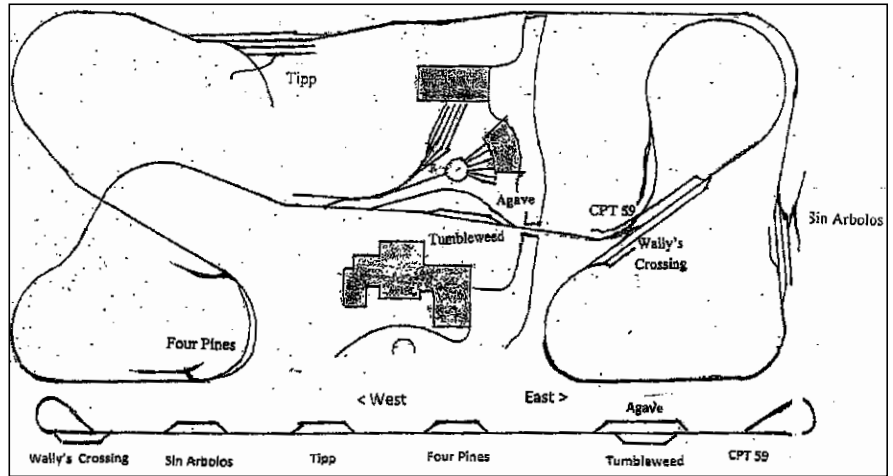 Tipp
Agave
CPT 59
Sin Arbolos
Tumbleweed
Wally's
Crossing
Four Pines
< West
East >
Agave
Wally's Crossing
Sin Arbolos
Tipp
Four Pines
Tumbleweed
CPT 59